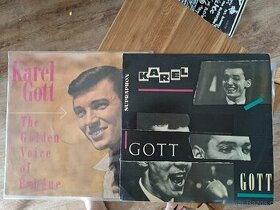 Karel
Gott
The
Golden
Voice of
Prague
SUPRAPHON
KAREL
GOTT
GOTT